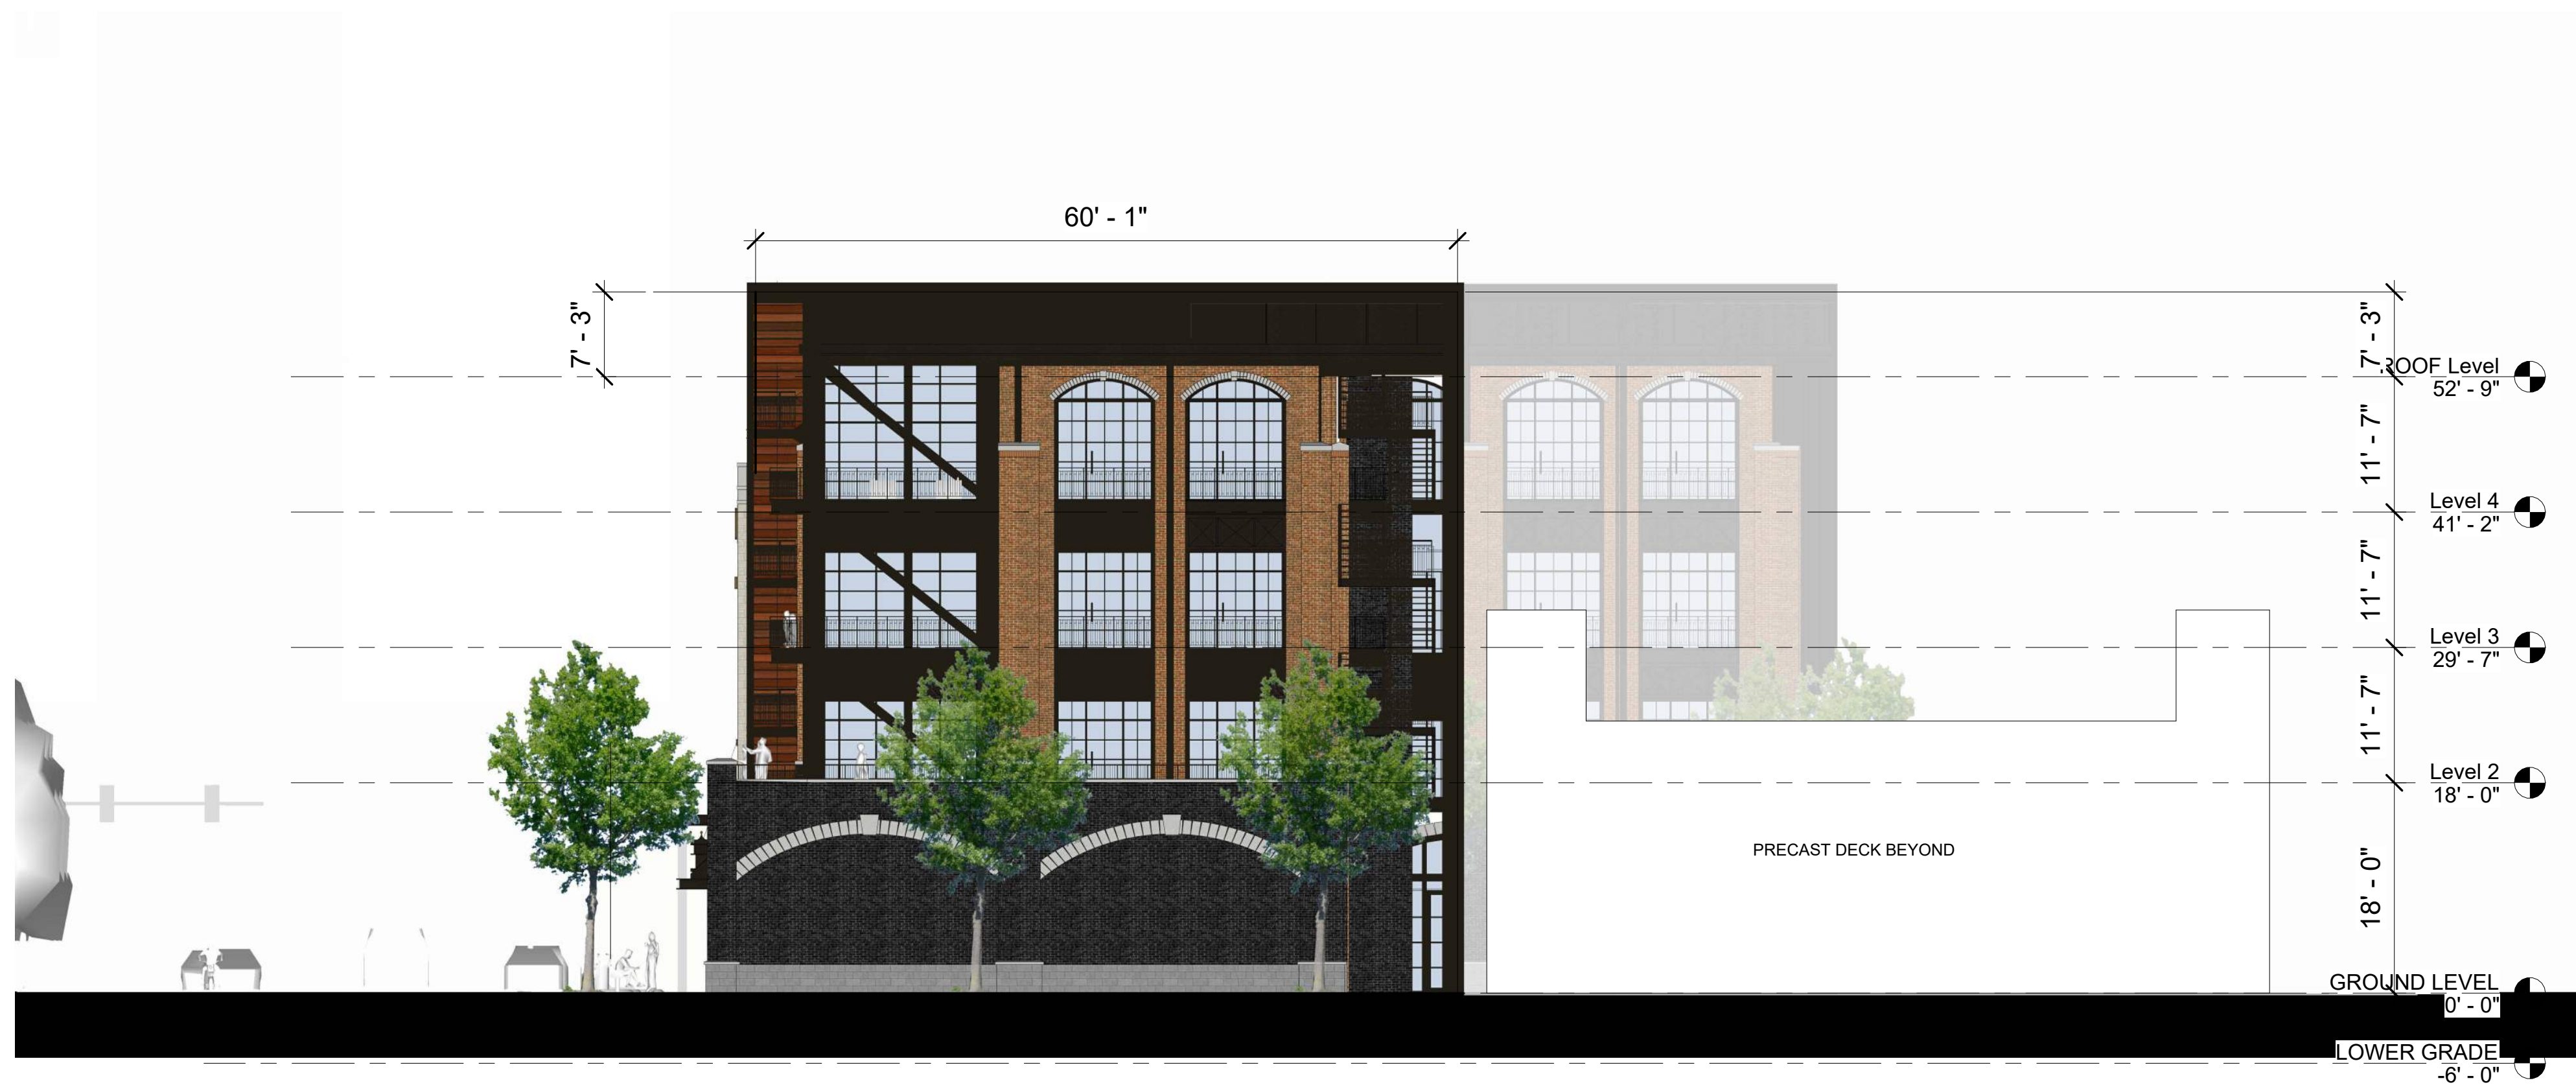 60' - 1"
7' - 3"
7' - 3"
ROOF Level
52' - 9"
11' - 7"
Level 4
41' - 2"
11' - 7"
Level 3
29' - 7"
11' - 7"
Level 2
18' - 0"
PRECAST DECK BEYOND
18' - 0"
GROUND LEVEL
0' - 0"
LOWER GRADE
-6' - 0"